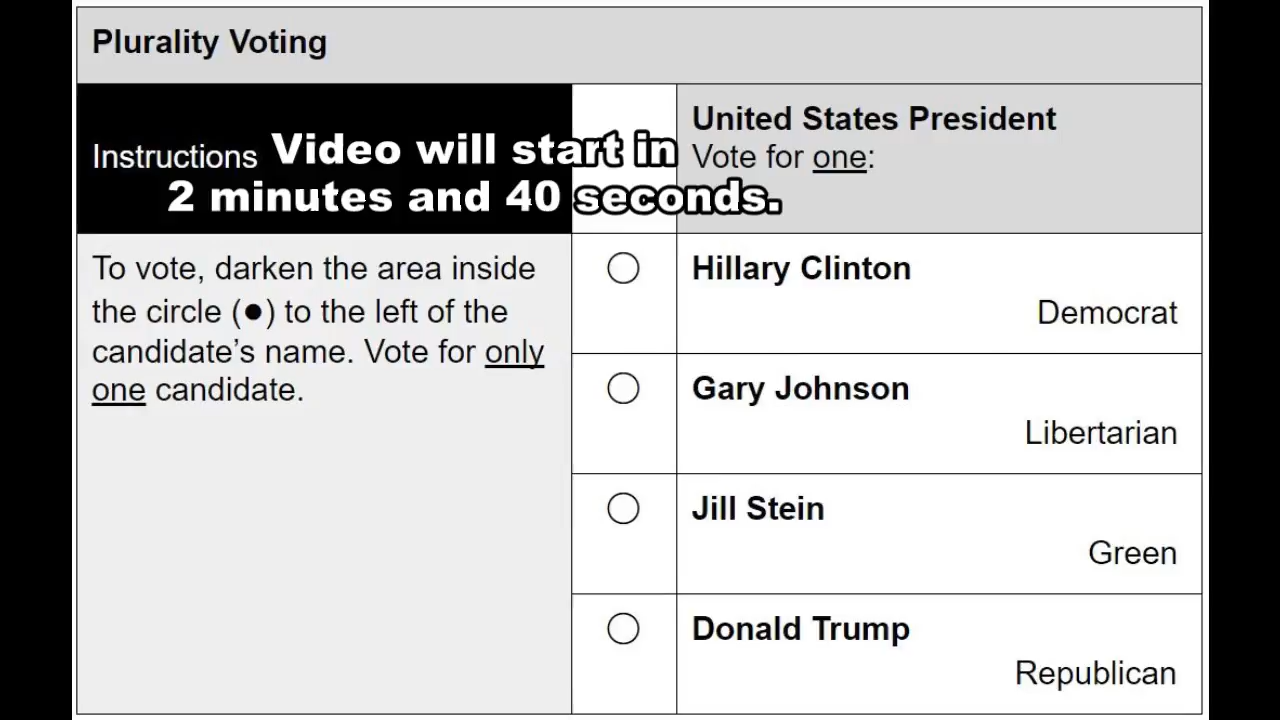 Plurality Voting
Instructions
Video will start in
2 minutes and 40 seconds.
United States President
Vote for one:
To vote, darken the area inside
the circle (●) to the left of the
candidate's name. Vote for only
one candidate.
Hillary Clinton
Democrat
Gary Johnson
Libertarian
Jill Stein
Green
Donald Trump
Republican